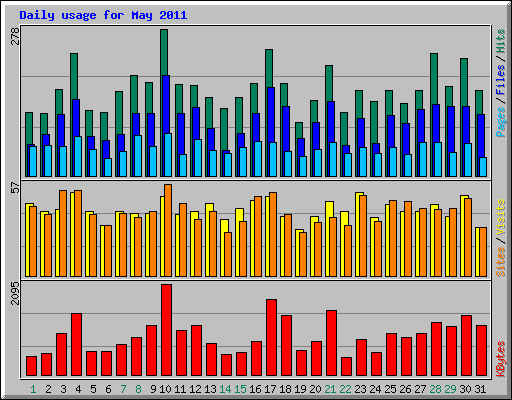 Daily usage for May 2011
278
Pages / Files / Hits
57
Sites / Visits
2095
KBytes
1 2 3 4 5 6 7 8 9 10 11 12 13 14 15 16 17 18 19 20 21 22 23 24 25 26 27 28 29 30 31